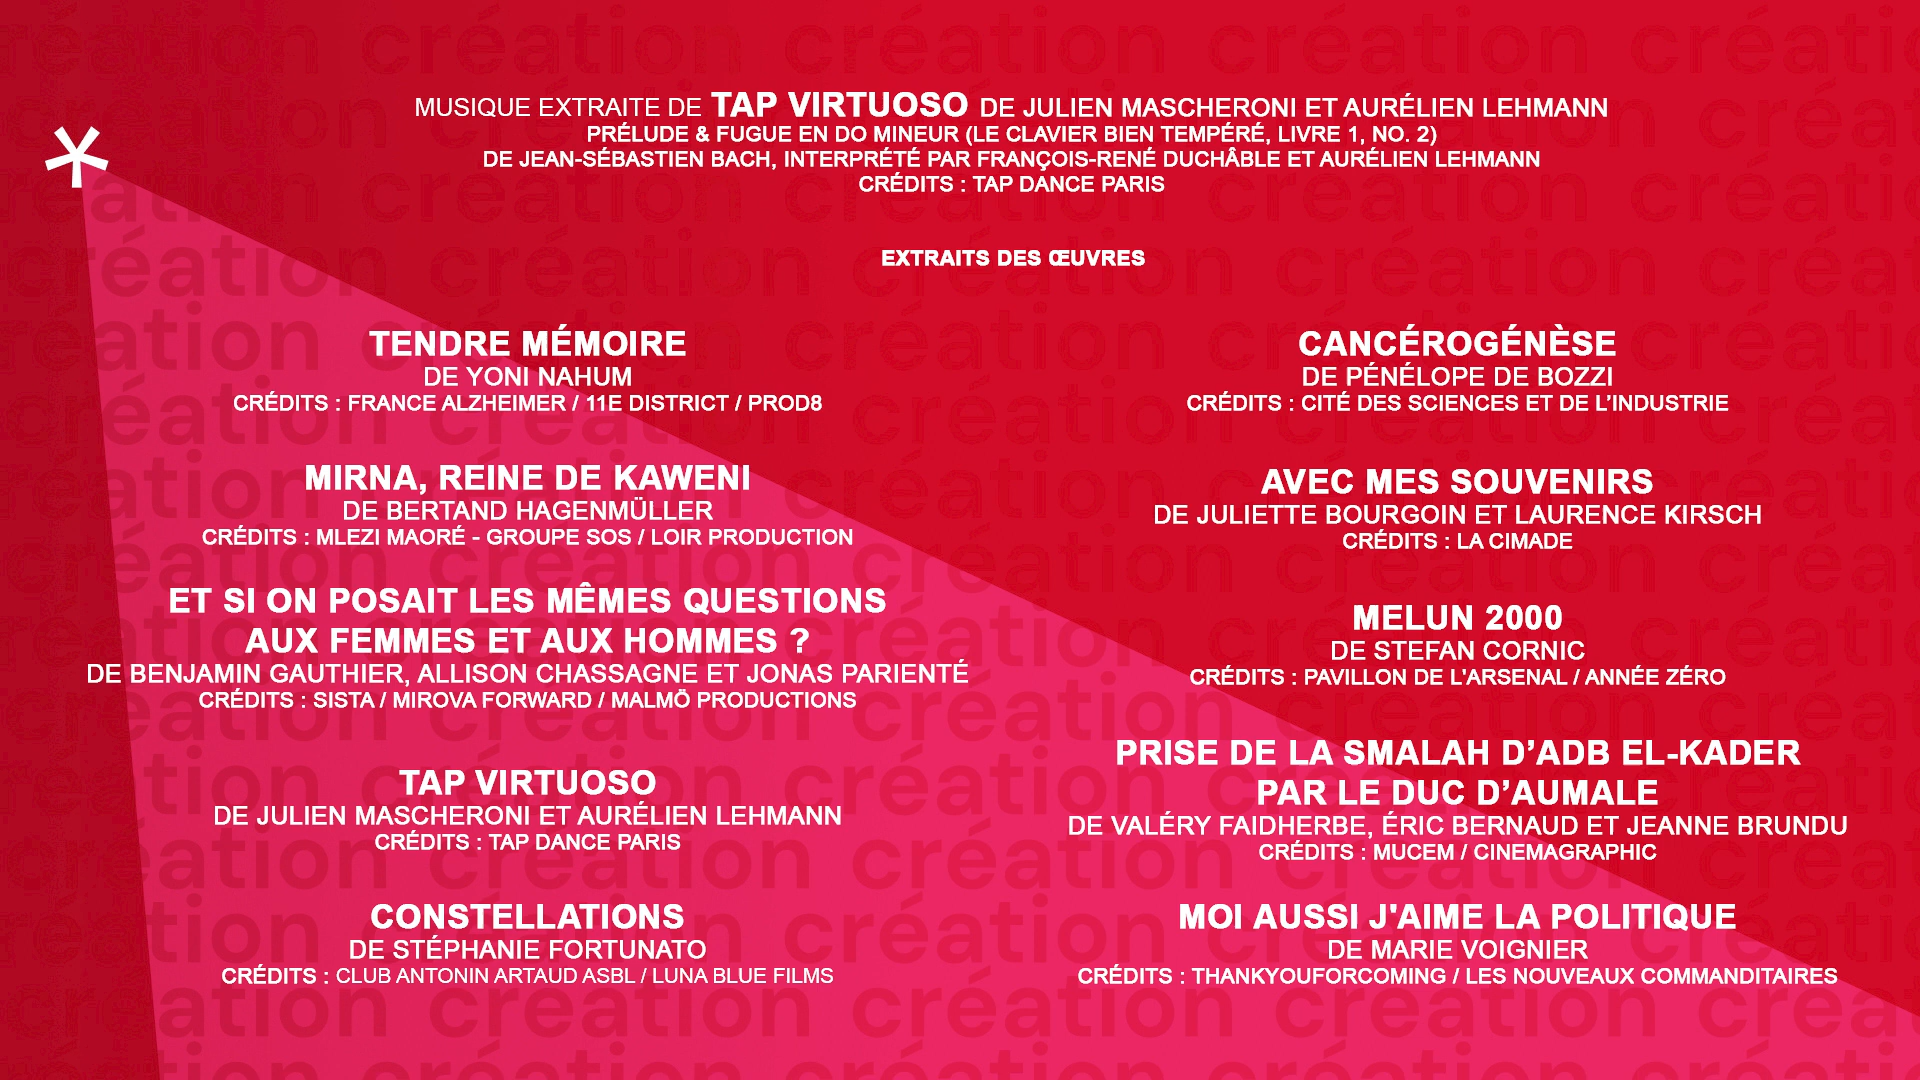 MUSIQUE EXTRAITE DE TAP VIRTUOSO DE JULIEN MASCHERONI ET AURÉLIEN LEHMANN
PRÉLUDE & FUGUE EN DO MINEUR (LE CLAVIER BIEN TEMPÉRÉ, LIVRE 1, NO. 2)
DE JEAN-SÉBASTIEN BACH, INTERPRÉTÉ PAR FRANÇOIS-RENÉ DUCHÂBLE ET AURÉLIEN LEHMANN
CRÉDITS : TAP DANCE PARIS
EXTRAITS DES ŒUVRES
TENDRE MÉMOIRE
DE YONI NAHUM
CRÉDITS : FRANCE ALZHEIMER / 11E DISTRICT / PROD8
MIRNA, REINE DE KAWENI
DE BERTAND HAGENMÜLLER
CRÉDITS : MLEZI MAORÉ - GROUPE SOS / LOIR PRODUCTION
ET SI ON POSAIT LES MÊMES QUESTIONS
AUX FEMMES ET AUX HOMMES ?
DE BENJAMIN GAUTHIER, ALLISON CHASSAGNE ET JONAS PARIENTÉ
CRÉDITS : SISTA / MIROVA FORWARD / MALMÖ PRODUCTIONS
TAP VIRTUOSO
DE JULIEN MASCHERONI ET AURÉLIEN LEHMANN
CRÉDITS : TAP DANCE PARIS
CONSTELLATIONS
DE STÉPHANIE FORTUNATO
CRÉDITS : CLUB ANTONIN ARTAUD ASBL / LUNA BLUE FILMS
CANCÉROGÉNÈSE
DE PÉNÉLOPE DE BOZZI
CRÉDITS : CITÉ DES SCIENCES ET DE L’INDUSTRIE
AVEC MES SOUVENIRS
DE JULIETTE BOURGOIN ET LAURENCE KIRSCH
CRÉDITS : LA CIMADE
MELUN 2000
DE STEFAN CORNIC
CRÉDITS : PAVILLON DE L'ARSENAL / ANNÉE ZÉRO
PRISE DE LA SMALAH D’ADB EL-KADER
PAR LE DUC D’AUMALE
DE VALÉRY FAIDHERBE, ÉRIC BERNAUD ET JEANNE BRUNDU
CRÉDITS : MUCEM / CINEMAGRAPHIC
MOI AUSSI J'AIME LA POLITIQUE
DE MARIE VOIGNIER
CRÉDITS : THANKYOUFORCOMING / LES NOUVEAUX COMMANDITAIRES